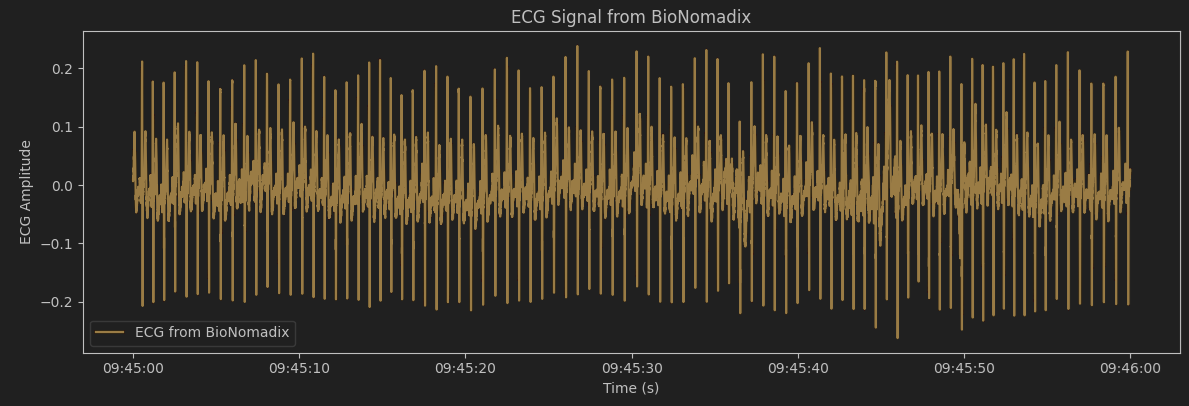 ECG Signal from BioNomadix
ECG Amplitude
0.2
0.1
0.0
−0.1
−0.2
ECG from BioNomadix
09:45:00 09:45:10 09:45:20 09:45:30 09:45:40 09:45:50 09:46:00
Time (s)